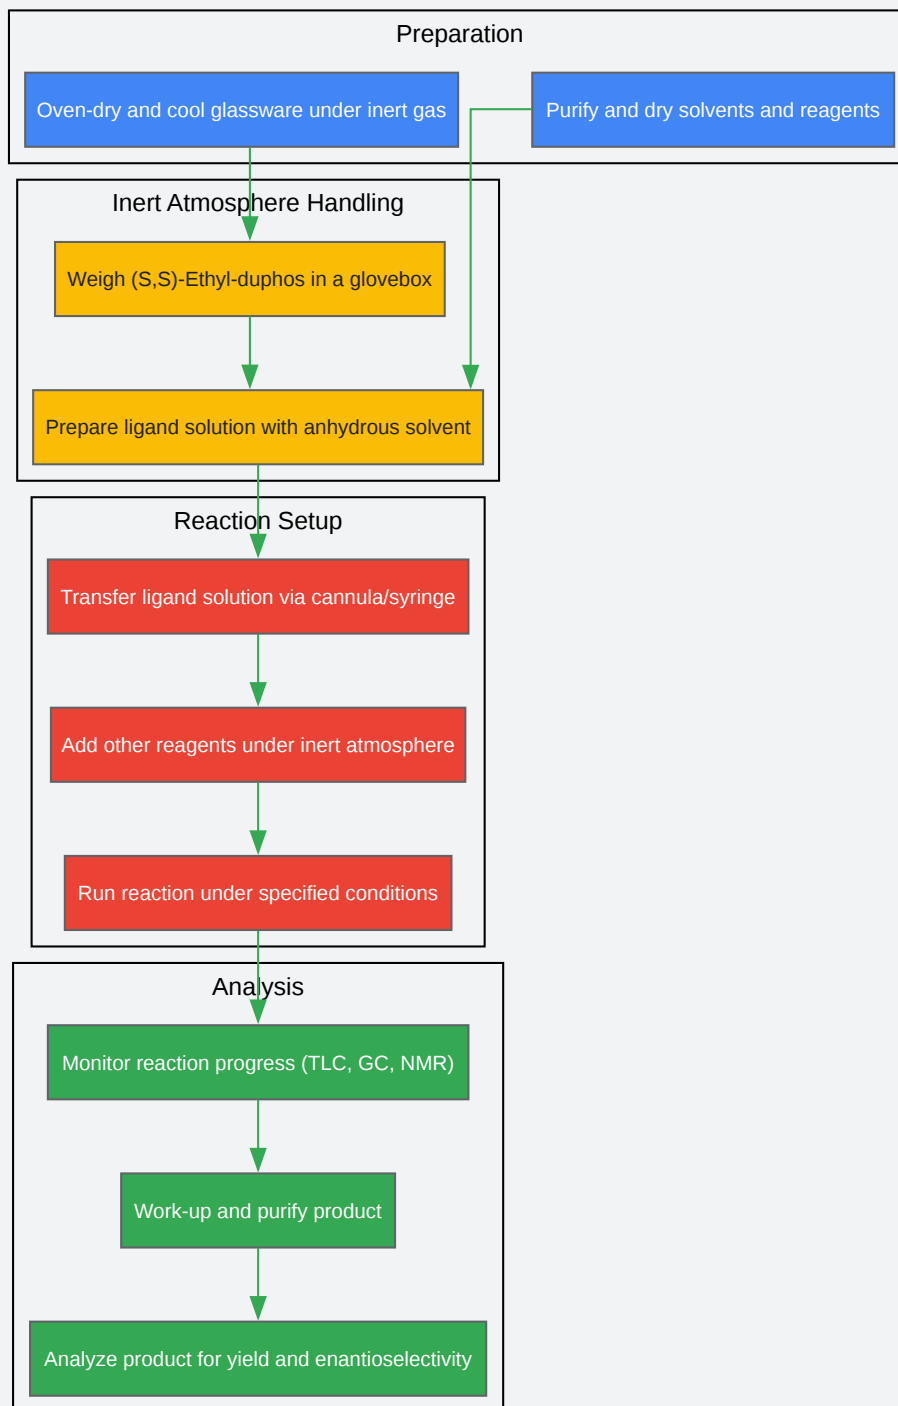 Preparation
Oven-dry and cool glassware under inert gas
Purify and dry solvents and reagents
Inert Atmosphere Handling
Weigh (S,S)-Ethyl-duphos in a glovebox
Prepare ligand solution with anhydrous solvent
Reaction Setup
Transfer ligand solution via cannula/syringe
Add other reagents under inert atmosphere
Run reaction under specified conditions
Analysis
Monitor reaction progress (TLC, GC, NMR)
Work-up and purify product
Analyze product for yield and enantioselectivity